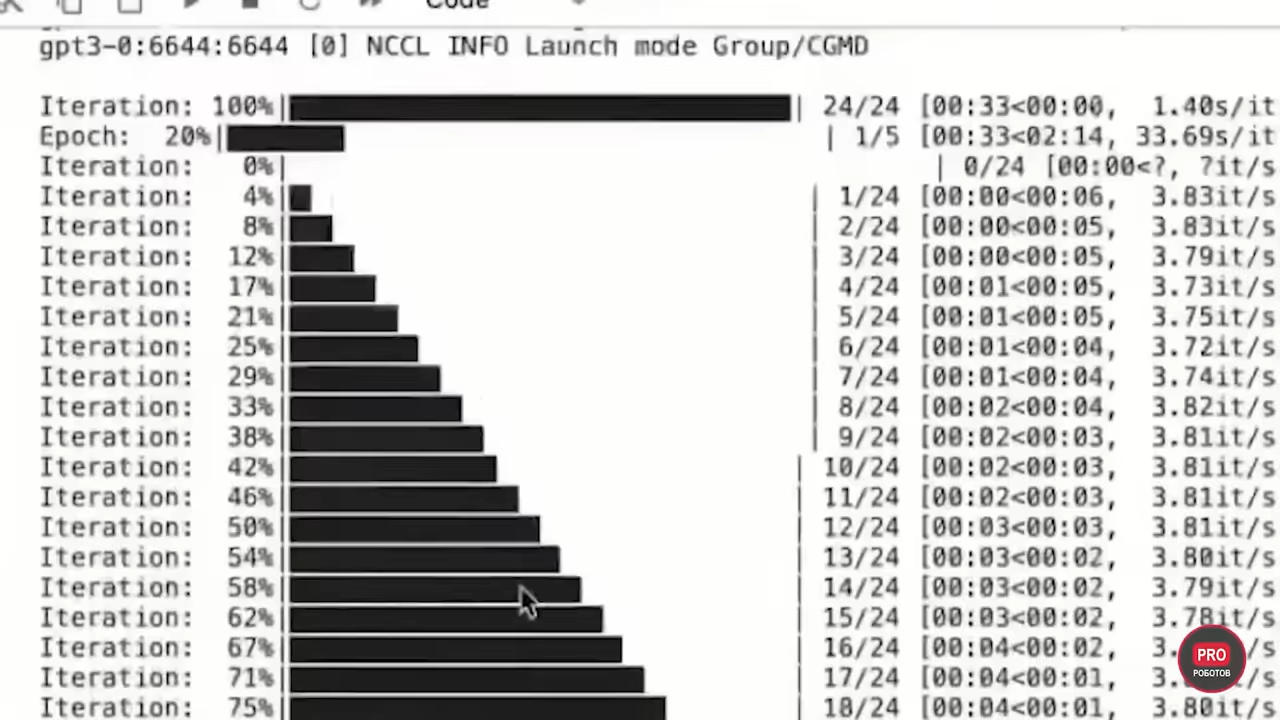 Code
gpt3-0:6644:6644 [0] NCCL INFO Launch mode Group/CGMD
Iteration: 100%| | 24/24 [00:33<00:00, 1.40s/it
Epoch: 20%| | 1/5 [00:33<02:14, 33.69s/it
Iteration: 0%| | 0/24 [00:00<?, ?it/s
Iteration: 4%| | 1/24 [00:00<00:06, 3.83it/s
Iteration: 8%| | 2/24 [00:00<00:05, 3.83it/s
Iteration: 12%| | 3/24 [00:00<00:05, 3.79it/s
Iteration: 17%| | 4/24 [00:01<00:05, 3.73it/s
Iteration: 21%| | 5/24 [00:01<00:05, 3.75it/s
Iteration: 25%| | 6/24 [00:01<00:04, 3.72it/s
Iteration: 29%| | 7/24 [00:01<00:04, 3.74it/s
Iteration: 33%| | 8/24 [00:02<00:04, 3.82it/s
Iteration: 38%| | 9/24 [00:02<00:03, 3.81it/s
Iteration: 42%| | 10/24 [00:02<00:03, 3.81it/s
Iteration: 46%| | 11/24 [00:02<00:03, 3.81it/s
Iteration: 50%| | 12/24 [00:03<00:03, 3.81it/s
Iteration: 54%| | 13/24 [00:03<00:02, 3.80it/s
Iteration: 58%| | 14/24 [00:03<00:02, 3.79it/s
Iteration: 62%| | 15/24 [00:03<00:02, 3.78it/s
Iteration: 67%| | 16/24 [00:04<00:02,
Iteration: 71%| | 17/24 [00:04<00:01,
Iteration: 75%| | 18/24 [00:04<00:01, 3.80it/s
PRO
РОБОТОВ